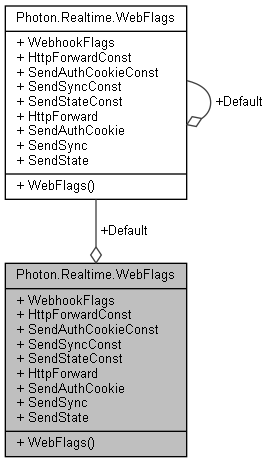 Photon.Realtime.WebFlags
+ WebhookFlags
+ HttpForwardConst
+ SendAuthCookieConst
+ SendSyncConst
+ SendStateConst
+ HttpForward
+ SendAuthCookie
+ SendSync
+ SendState
+ WebFlags()
+Default
+Default
Photon.Realtime.WebFlags
+ WebhookFlags
+ HttpForwardConst
+ SendAuthCookieConst
+ SendSyncConst
+ SendStateConst
+ HttpForward
+ SendAuthCookie
+ SendSync
+ SendState
+ WebFlags()